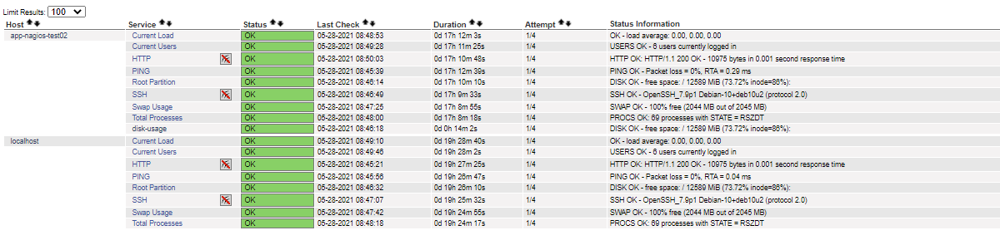 Limit Results: 100
Host Service Status Last Check Duration Attempt Status Information
app-nagios-test02 Current Load OK 05-28-2021 08:48:53 0d 17h 12m 3s 1/4 OK - load average: 0.00, 0.00, 0.00
Current Users OK 05-28-2021 08:49:28 0d 17h 11m 25s 1/4 USERS OK - 6 users currently logged in
HTTP OK 05-28-2021 08:50:03 0d 17h 10m 48s 1/4 HTTP OK: HTTP/1.1 200 OK - 10975 bytes in 0.001 second response time
PING OK 05-28-2021 08:45:39 0d 17h 12m 39s 1/4 PING OK - Packet loss = 0%, RTA = 0.29 ms
Root Partition OK 05-28-2021 08:46:14 0d 17h 10m 10s 1/4 DISK OK - free space: / 12589 MiB (73.72% inode=86%):
SSH OK 05-28-2021 08:46:49 0d 17h 9m 33s 1/4 SSH OK - OpenSSH_7.9p1 Debian-10+deb10u2 (protocol 2.0)
Swap Usage OK 05-28-2021 08:47:25 0d 17h 8m 55s 1/4 SWAP OK - 100% free (2044 MB out of 2045 MB)
Total Processes OK 05-28-2021 08:48:00 0d 17h 8m 18s 1/4 PROCS OK: 69 processes with STATE = RSZDT
disk-usage OK 05-28-2021 08:46:18 0d 0h 14m 2s 1/4 DISK OK - free space: / 12589 MiB (73.72% inode=86%):
localhost Current Load OK 05-28-2021 08:49:10 0d 19h 28m 40s 1/4 OK - load average: 0.00, 0.00, 0.00
Current Users OK 05-28-2021 08:49:46 0d 19h 28m 2s 1/4 USERS OK - 6 users currently logged in
HTTP OK 05-28-2021 08:45:21 0d 19h 27m 25s 1/4 HTTP OK: HTTP/1.1 200 OK - 10975 bytes in 0.001 second response time
PING OK 05-28-2021 08:45:56 0d 19h 26m 47s 1/4 PING OK - Packet loss = 0%, RTA = 0.04 ms
Root Partition OK 05-28-2021 08:46:32 0d 19h 26m 10s 1/4 DISK OK - free space: / 12589 MiB (73.72% inode=86%):
SSH OK 05-28-2021 08:47:07 0d 19h 25m 32s 1/4 SSH OK - OpenSSH_7.9p1 Debian-10+deb10u2 (protocol 2.0)
Swap Usage OK 05-28-2021 08:47:42 0d 19h 24m 55s 1/4 SWAP OK - 100% free (2044 MB out of 2045 MB)
Total Processes OK 05-28-2021 08:48:18 0d 19h 24m 17s 1/4 PROCS OK: 69 processes with STATE = RSZDT